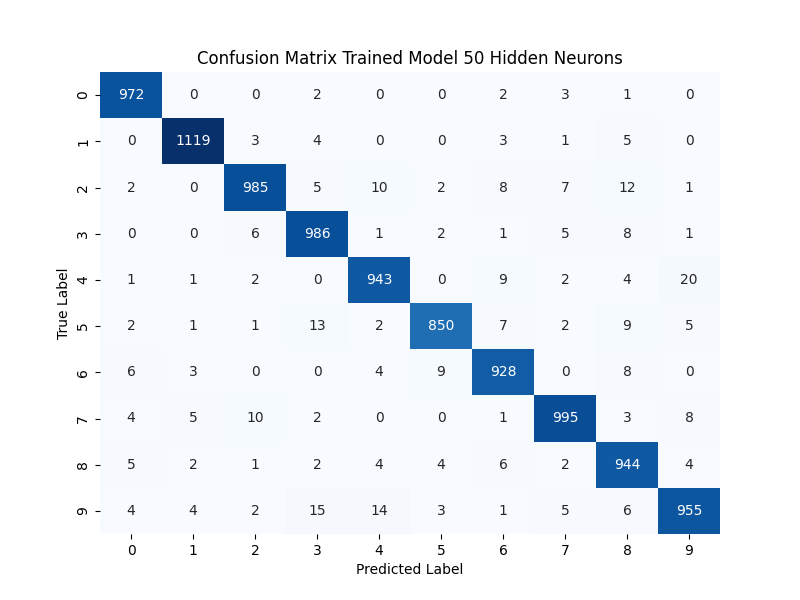 Confusion Matrix Trained Model 50 Hidden Neurons
0 972 0 0 2 0 0 2 3 1 0
1 0 1119 3 4 0 0 3 1 5 0
2 2 0 985 5 10 2 8 7 12 1
3 0 0 6 986 1 2 1 5 8 1
4 1 1 2 0 943 0 9 2 4 20
5 2 1 1 13 2 850 7 2 9 5
6 6 3 0 0 4 9 928 0 8 0
7 4 5 10 2 0 0 1 995 3 8
8 5 2 1 2 4 4 6 2 944 4
9 4 4 2 15 14 3 1 5 6 955
0 1 2 3 4 5 6 7 8 9
Predicted Label
True Label